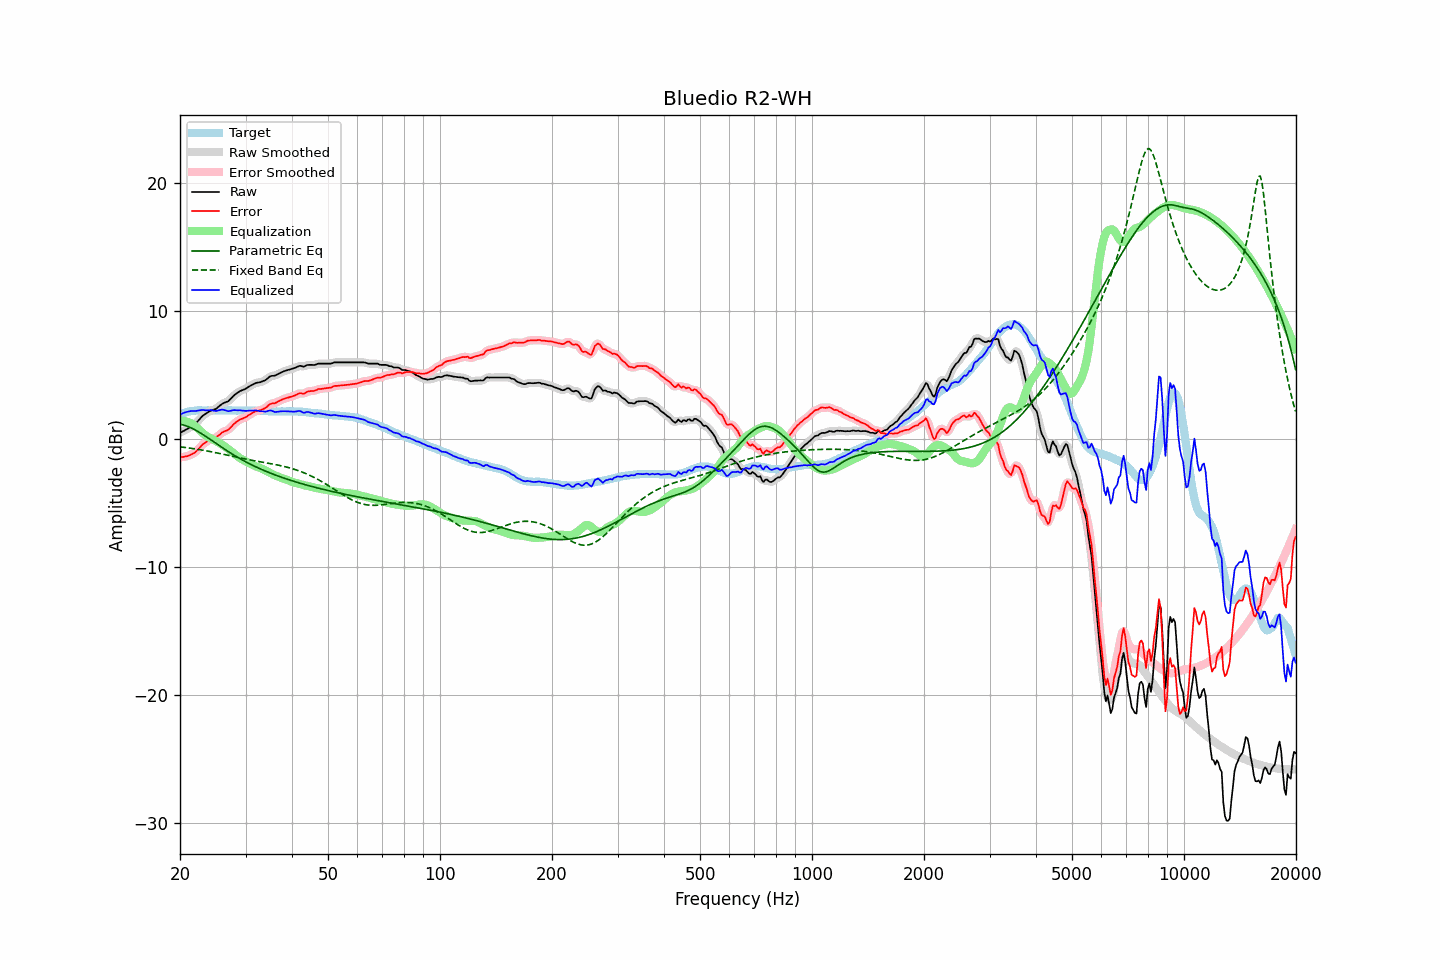 Bluedio R2-WH
Target
Raw Smoothed
Error Smoothed
Raw
Error
Equalization
Parametric Eq
Fixed Band Eq
Equalized
Amplitude (dBr)
20
10
0
−10
−20
−30
20 50 100 200 500 1000 2000 5000 10000 20000
Frequency (Hz)